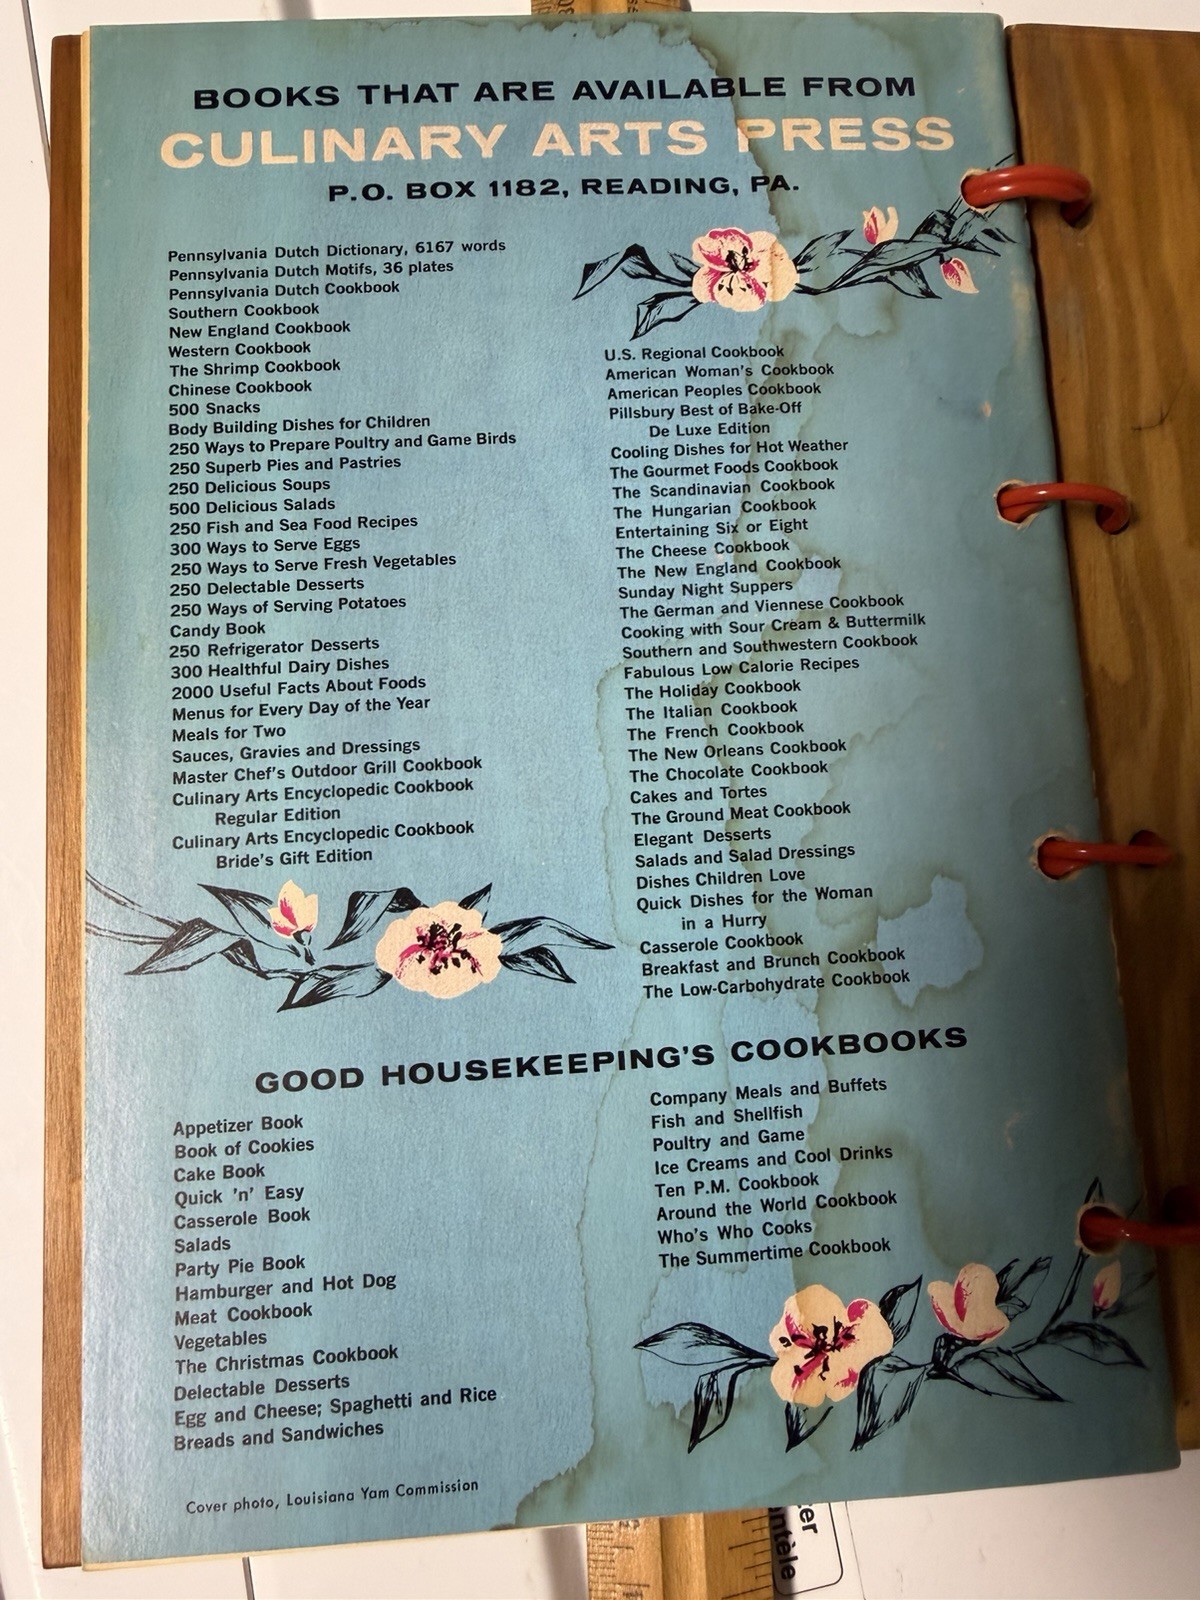 BOOKS THAT ARE AVAILABLE FROM
CULINARY ARTS PRESS
P.O. BOX 1182, READING, PA.
Pennsylvania Dutch Dictionary, 6167 words
Pennsylvania Dutch Motifs, 36 plates
Pennsylvania Dutch Cookbook
Southern Cookbook
New England Cookbook
Western Cookbook
The Shrimp Cookbook
Chinese Cookbook
500 Snacks
Body Building Dishes for Children
250 Ways to Prepare Poultry and Game Birds
250 Superb Pies and Pastries
250 Delicious Soups
500 Delicious Salads
250 Fish and Sea Food Recipes
300 Ways to Serve Eggs
250 Ways to Serve Fresh Vegetables
250 Delectable Desserts
250 Ways of Serving Potatoes
Candy Book
250 Refrigerator Desserts
300 Healthful Dairy Dishes
2000 Useful Facts About Foods
Menus for Every Day of the Year
Meals for Two
Sauces, Gravies and Dressings
Master Chef's Outdoor Grill Cookbook
Culinary Arts Encyclopedic Cookbook
Regular Edition
Culinary Arts Encyclopedic Cookbook
Bride's Gift Edition
U.S. Regional Cookbook
American Woman's Cookbook
American Peoples Cookbook
Pillsbury Best of Bake-Off
De Luxe Edition
Cooling Dishes for Hot Weather
The Gourmet Foods Cookbook
The Scandinavian Cookbook
The Hungarian Cookbook
Entertaining Six or Eight
The Cheese Cookbook
The New England Cookbook
Sunday Night Suppers
The German and Viennese Cookbook
Cooking with Sour Cream & Buttermilk
Southern and Southwestern Cookbook
Fabulous Low Calorie Recipes
The Holiday Cookbook
The Italian Cookbook
The French Cookbook
The New Orleans Cookbook
The Chocolate Cookbook
Cakes and Tortes
The Ground Meat Cookbook
Elegant Desserts
Salads and Salad Dressings
Dishes Children Love
Quick Dishes for the Woman
in a Hurry
Casserole Cookbook
Breakfast and Brunch Cookbook
The Low-Carbohydrate Cookbook
GOOD HOUSEKEEPING'S COOKBOOKS
Appetizer Book
Book of Cookies
Cake Book
Quick 'n' Easy
Casserole Book
Salads
Party Pie Book
Hamburger and Hot Dog
Meat Cookbook
Vegetables
The Christmas Cookbook
Delectable Desserts
Egg and Cheese; Spaghetti and Rice
Breads and Sandwiches
Company Meals and Buffets
Fish and Shellfish
Poultry and Game
Ice Creams and Cool Drinks
Ten P.M. Cookbook
Around the World Cookbook
Who's Who Cooks
The Summertime Cookbook
Cover photo, Louisiana Yam Commission